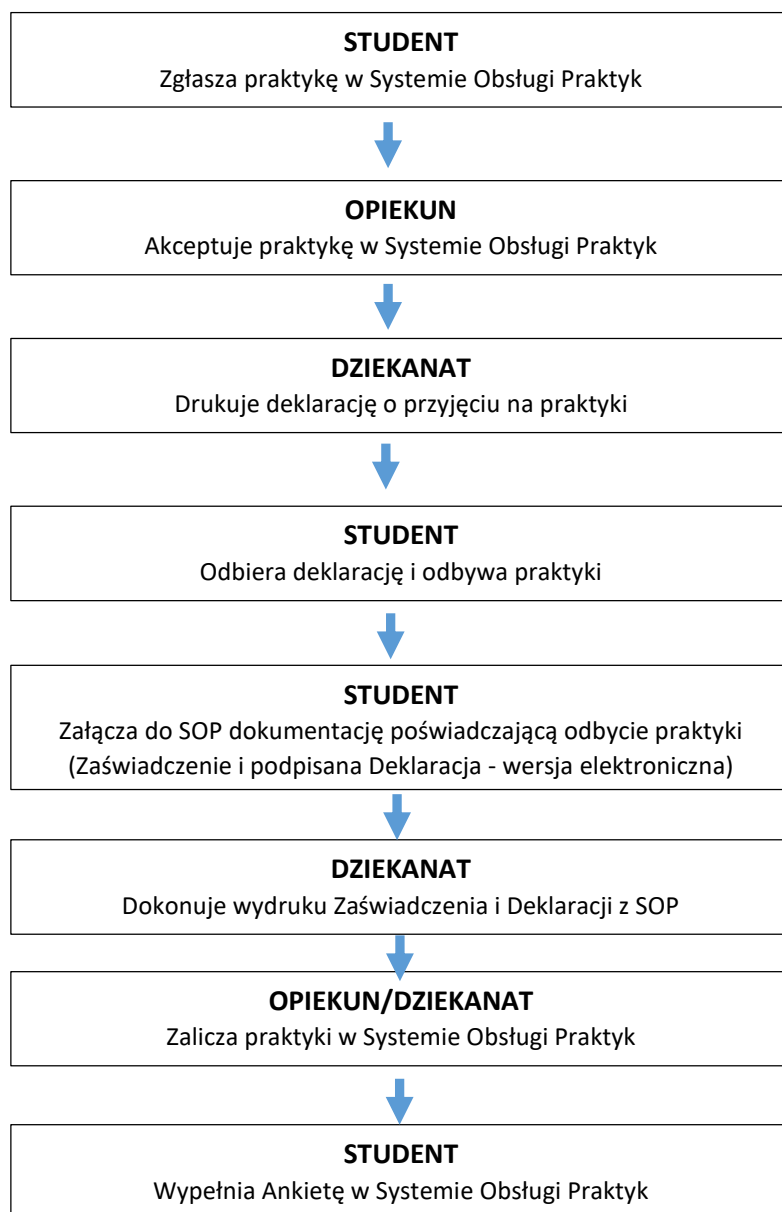 STUDENT
Zgłasza praktykę w Systemie Obsługi Praktyk
OPIEKUN
Akceptuje praktykę w Systemie Obsługi Praktyk
DZIEKANAT
Drukuje deklarację o przyjęciu na praktyki
STUDENT
Odbiera deklarację i odbywa praktyki
STUDENT
Załącza do SOP dokumentację poświadczającą odbycie praktyki
(Zaświadczenie i podpisana Deklaracja - wersja elektroniczna)
DZIEKANAT
Dokonuje wydruku Zaświadczenia i Deklaracji z SOP
OPIEKUN/DZIEKANAT
Zalicza praktyki w Systemie Obsługi Praktyk
STUDENT
Wypełnia Ankietę w Systemie Obsługi Praktyk